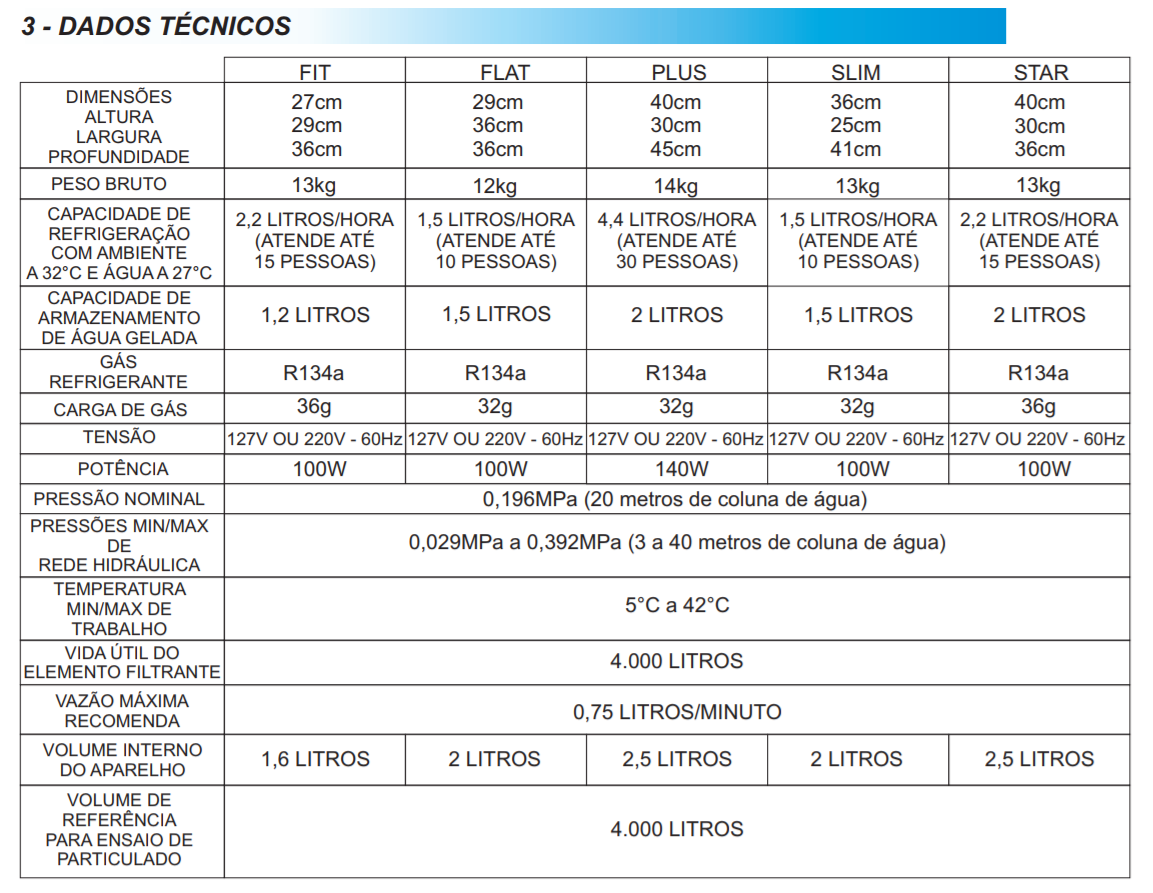 3 - DADOS TÉCNICOS
FIT FLAT PLUS SLIM STAR
DIMENSÕES
ALTURA
LARGURA
PROFUNDIDADE
27cm 29cm 40cm 36cm 40cm
29cm 36cm 30cm 25cm 30cm
36cm 36cm 45cm 41cm 36cm
PESO BRUTO 13kg 12kg 14kg 13kg 13kg
CAPACIDADE DE
REFRIGERAÇÃO
COM AMBIENTE
A 32°C E ÁGUA A 27°C
2,2 LITROS/HORA 1,5 LITROS/HORA 4,4 LITROS/HORA 1,5 LITROS/HORA 2,2 LITROS/HORA
(ATENDE ATÉ (ATENDE ATÉ (ATENDE ATÉ (ATENDE ATÉ (ATENDE ATÉ
15 PESSOAS) 10 PESSOAS) 30 PESSOAS) 10 PESSOAS) 15 PESSOAS)
CAPACIDADE DE
ARMAZENAMENTO
DE ÁGUA GELADA
1,2 LITROS 1,5 LITROS 2 LITROS 1,5 LITROS 2 LITROS
GÁS
REFRIGERANTE
R134a R134a R134a R134a R134a
CARGA DE GÁS 36g 32g 32g 32g 36g
TENSÃO 127V OU 220V - 60Hz 127V OU 220V - 60Hz 127V OU 220V - 60Hz 127V OU 220V - 60Hz 127V OU 220V - 60Hz
POTÊNCIA 100W 100W 140W 100W 100W
PRESSÃO NOMINAL 0,196MPa (20 metros de coluna de água)
PRESSÕES MIN/MAX
DE
REDE HIDRÁULICA
0,029MPa a 0,392MPa (3 a 40 metros de coluna de água)
TEMPERATURA
MIN/MAX DE
TRABALHO
5°C a 42°C
VIDA ÚTIL DO
ELEMENTO FILTRANTE
4.000 LITROS
VAZÃO MÁXIMA
RECOMENDA
0,75 LITROS/MINUTO
VOLUME INTERNO
DO APARELHO
1,6 LITROS 2 LITROS 2,5 LITROS 2 LITROS 2,5 LITROS
VOLUME DE
REFERÊNCIA
PARA ENSAIO DE
PARTICULADO
4.000 LITROS